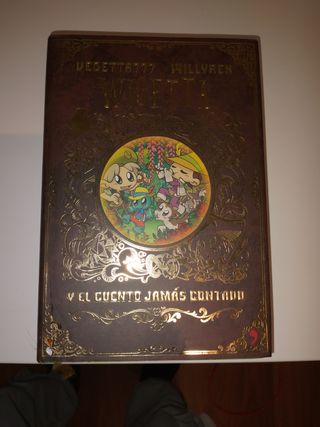 VEGETTA777 WILLYREX
WIGETTA
Y EL CUENTO JAMÁS CONTADO